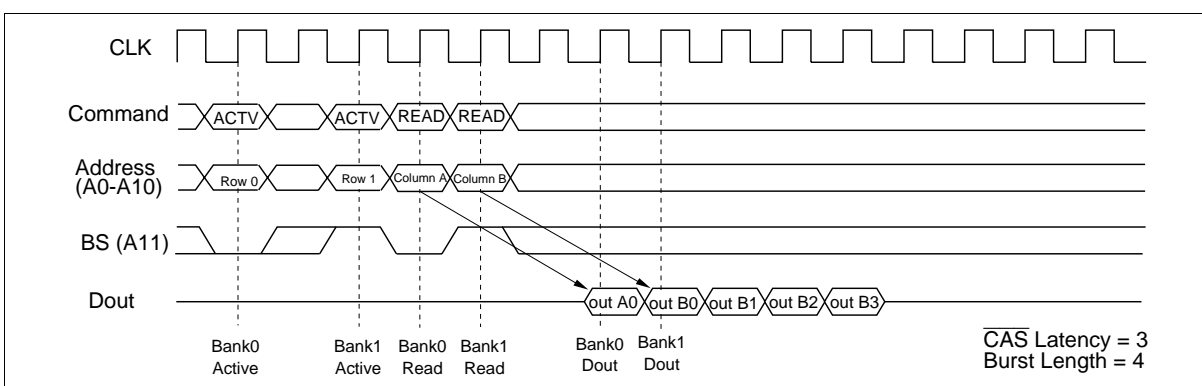 CLK
Command
ACTV
ACTV
READ
READ
Address
(A0-A10)
Row 0
Row 1
Column A
Column B
BS (A11)
Dout
out A0
out B0
out B1
out B2
out B3
Bank0
Active
Bank1
Active
Bank0
Read
Bank1
Read
Bank0
Dout
Bank1
Dout
CAS Latency = 3
Burst Length = 4